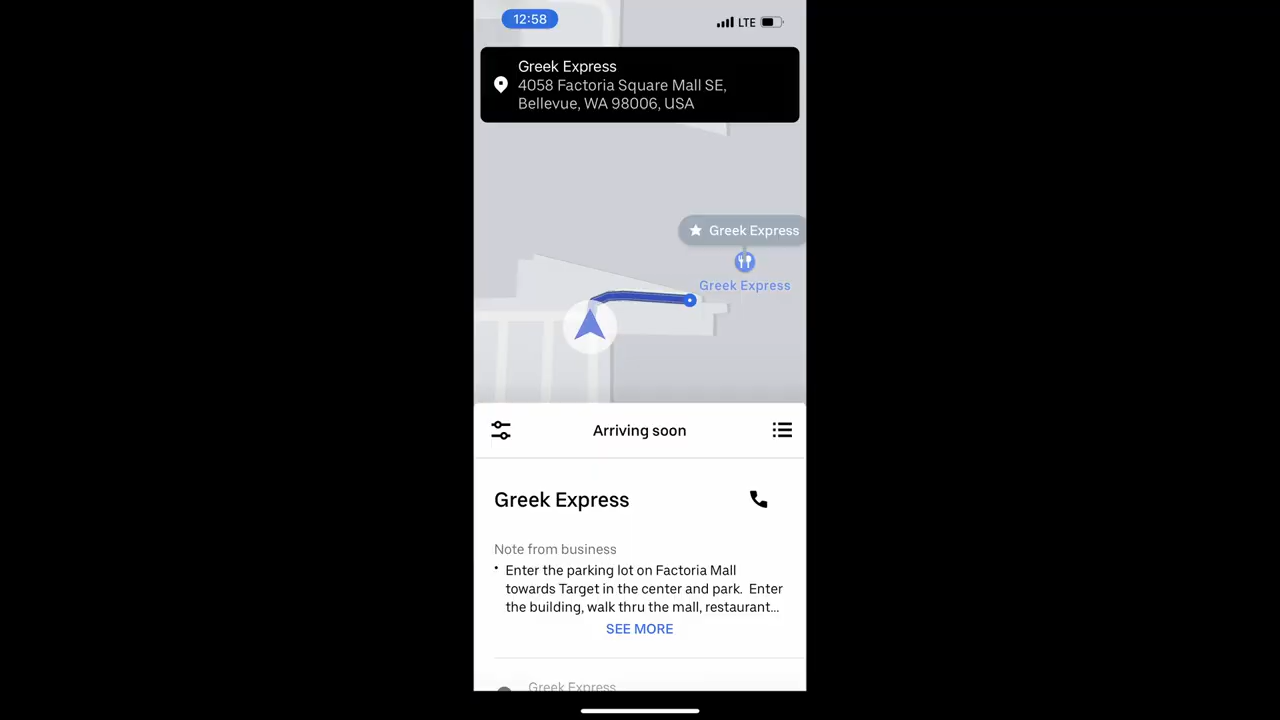 12:58
LTE
Greek Express
4058 Factoria Square Mall SE,
Bellevue, WA 98006, USA
Greek Express
Greek Express
Arriving soon
Greek Express
Note from business
• Enter the parking lot on Factoria Mall
towards Target in the center and park.  Enter
the building, walk thru the mall, restaurant...
SEE MORE
Greek Express